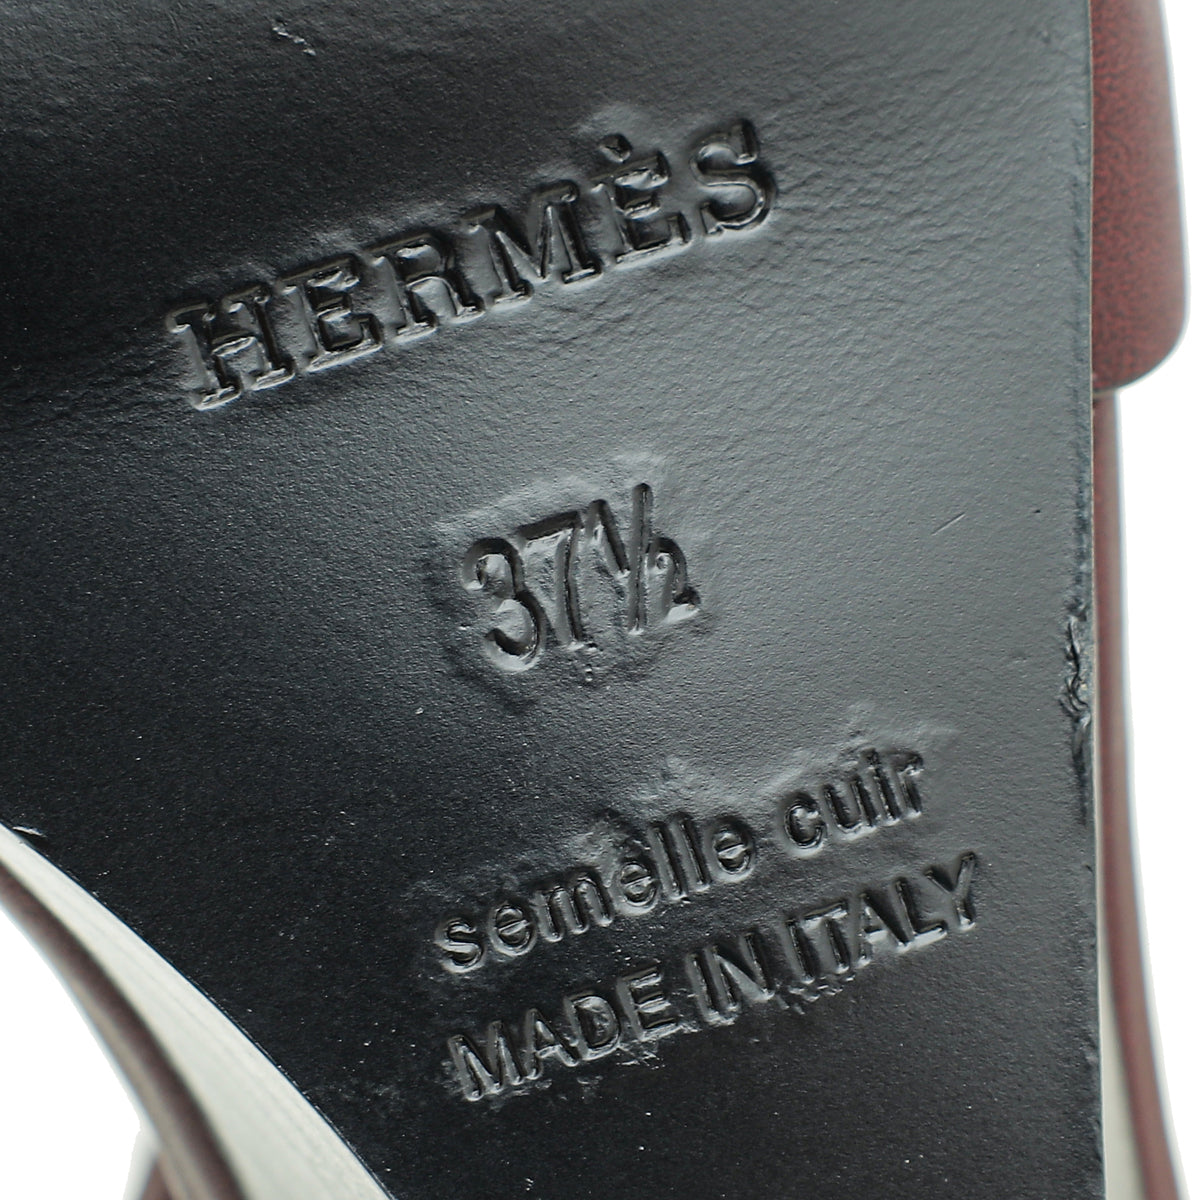 HERMÈS
37½
semelle cuir
MADE IN ITALY